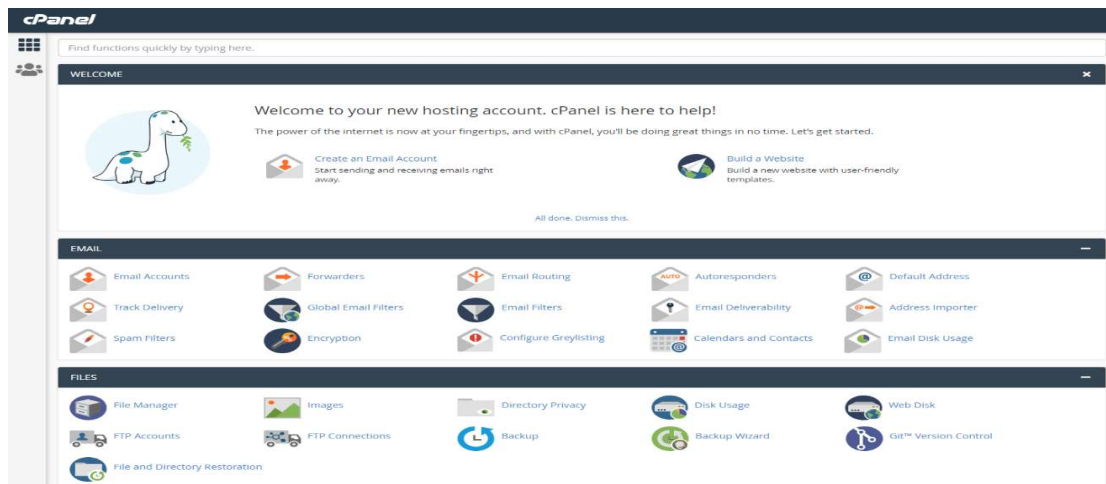 cPanel
Find functions quickly by typing here.
WELCOME
Welcome to your new hosting account. cPanel is here to help!
The power of the internet is now at your fingertips, and with cPanel, you'll be doing great things in no time. Let's get started.
Create an Email Account
Start sending and receiving emails right
away.
Build a Website
Build a new website with user-friendly
templates.
All done. Dismiss this.
EMAIL
Email Accounts
Forwarders
Email Routing
AUTO
Autoresponders
@
Default Address
Track Delivery
Global Email Filters
Email Filters
Email Deliverability
@
Address Importer
Spam Filters
Encryption
Configure Greylisting
@
Calendars and Contacts
Email Disk Usage
FILES
File Manager
Images
Directory Privacy
Disk Usage
Web Disk
FTP Accounts
FTP Connections
Backup
Backup Wizard
Git™ Version Control
File and Directory Restoration